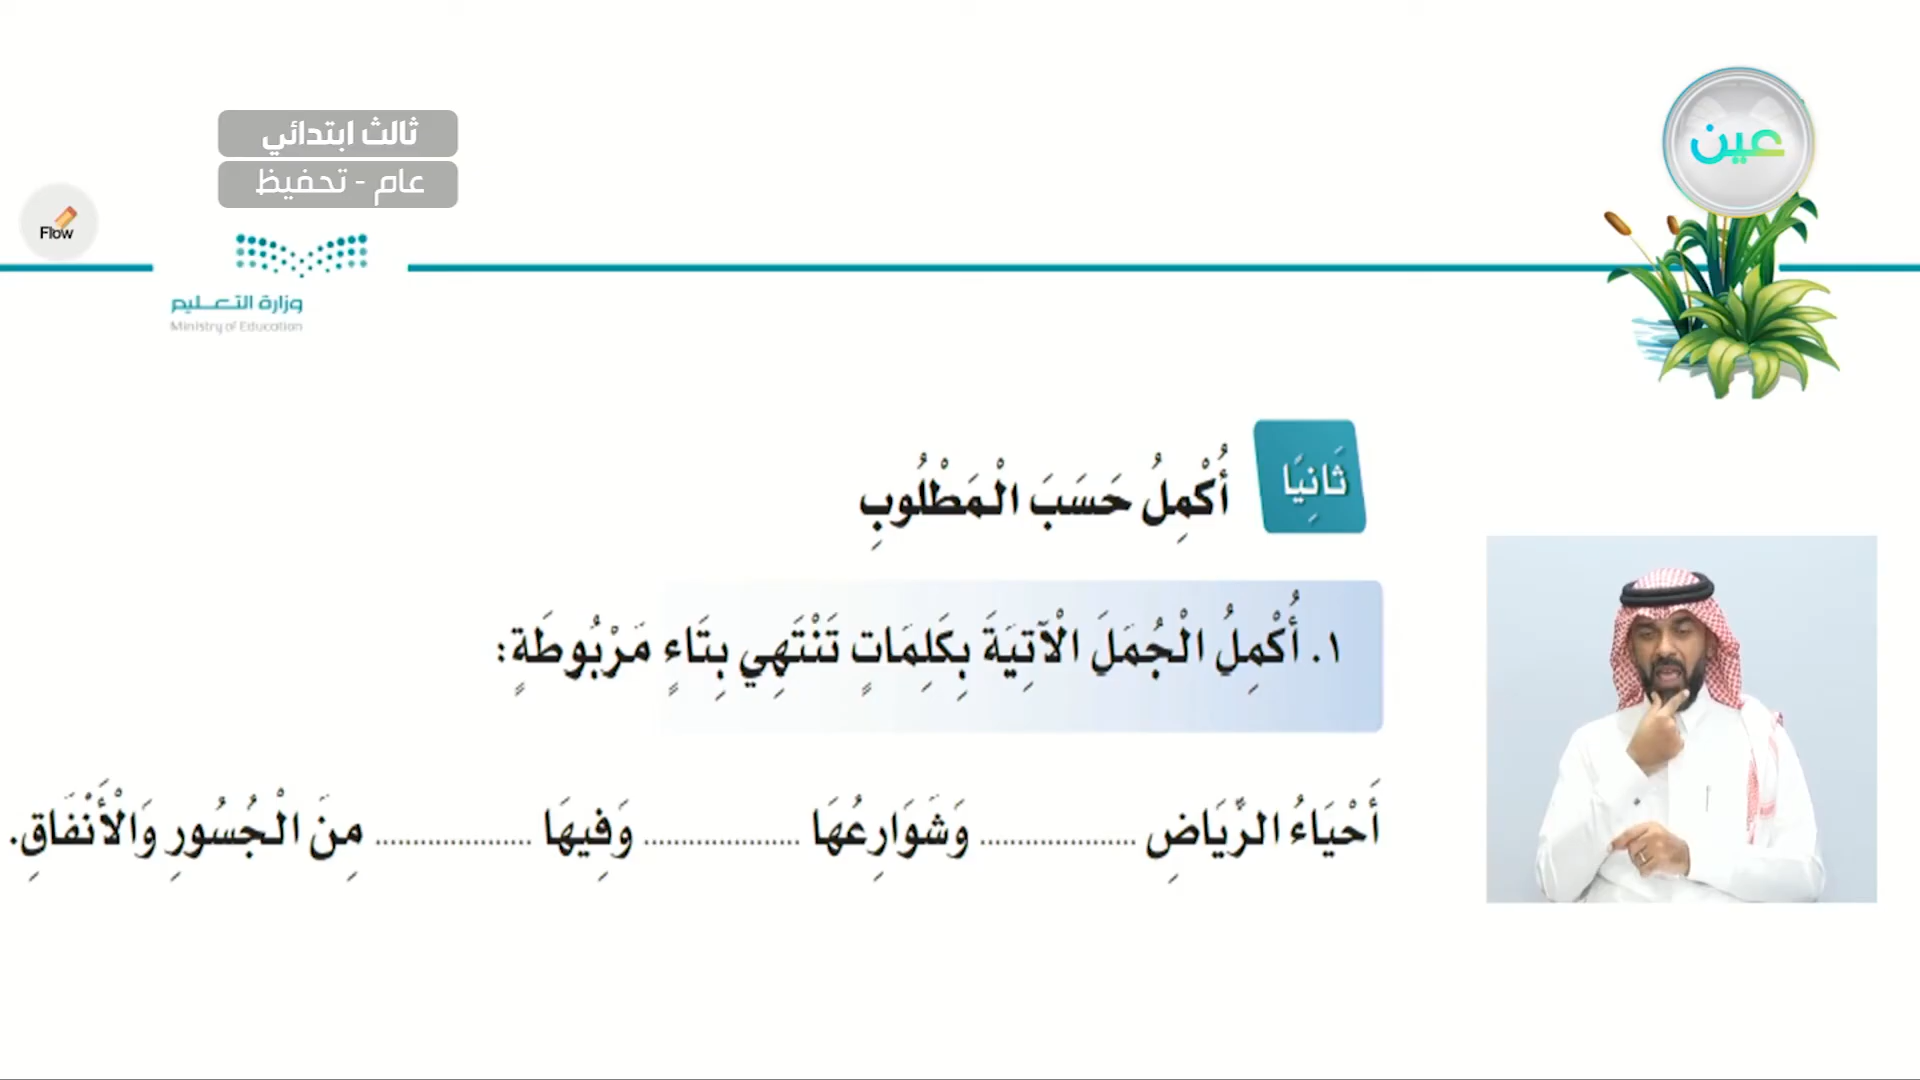 عين
ثالث ابتدائي
عام - تحفيظ
Flow
وزارة التعليم
Ministry of Education
ثَانِيًا
أُكْمِلُ حَسَبَ الْمَطْلُوبِ
١. أُكْمِلُ الْجُمَلَ الْآتِيَةَ بِكَلِمَاتٍ تَنْتَهِي بِتَاءٍ مَرْبُوطَةٍ:
أَحْيَاءُ الرِّيَاضِ ..................... وَشَوَارِعُهَا ..................... وَفِيهَا ..................... مِنَ الْجُسُورِ وَالْأَنْفَاقِ.